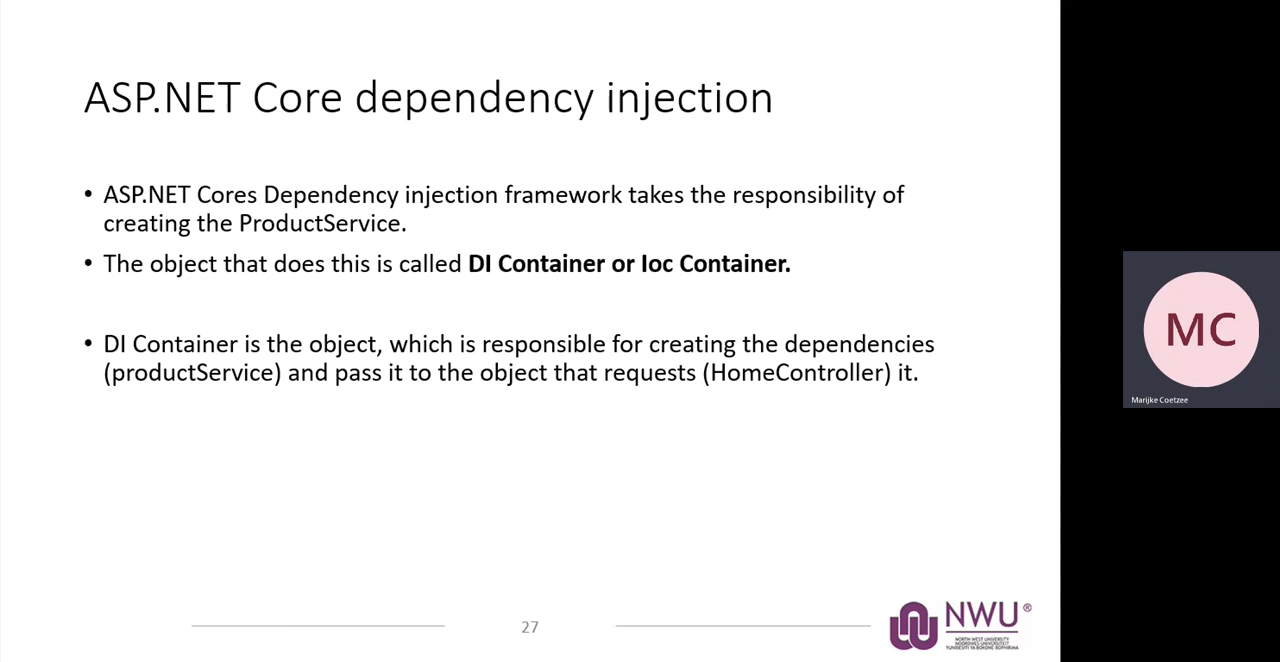 ASP.NET Core dependency injection
• ASP.NET Cores Dependency injection framework takes the responsibility of
creating the ProductService.
• The object that does this is called DI Container or Ioc Container.
• DI Container is the object, which is responsible for creating the dependencies
(productService) and pass it to the object that requests (HomeController) it.
MC
Marijke Coetzee
27
NWU®
NORTH-WEST UNIVERSITY
NOORDWES-UNIVERSITEIT
YUNIBESITI YA BOKONE-BOPHIRIMA